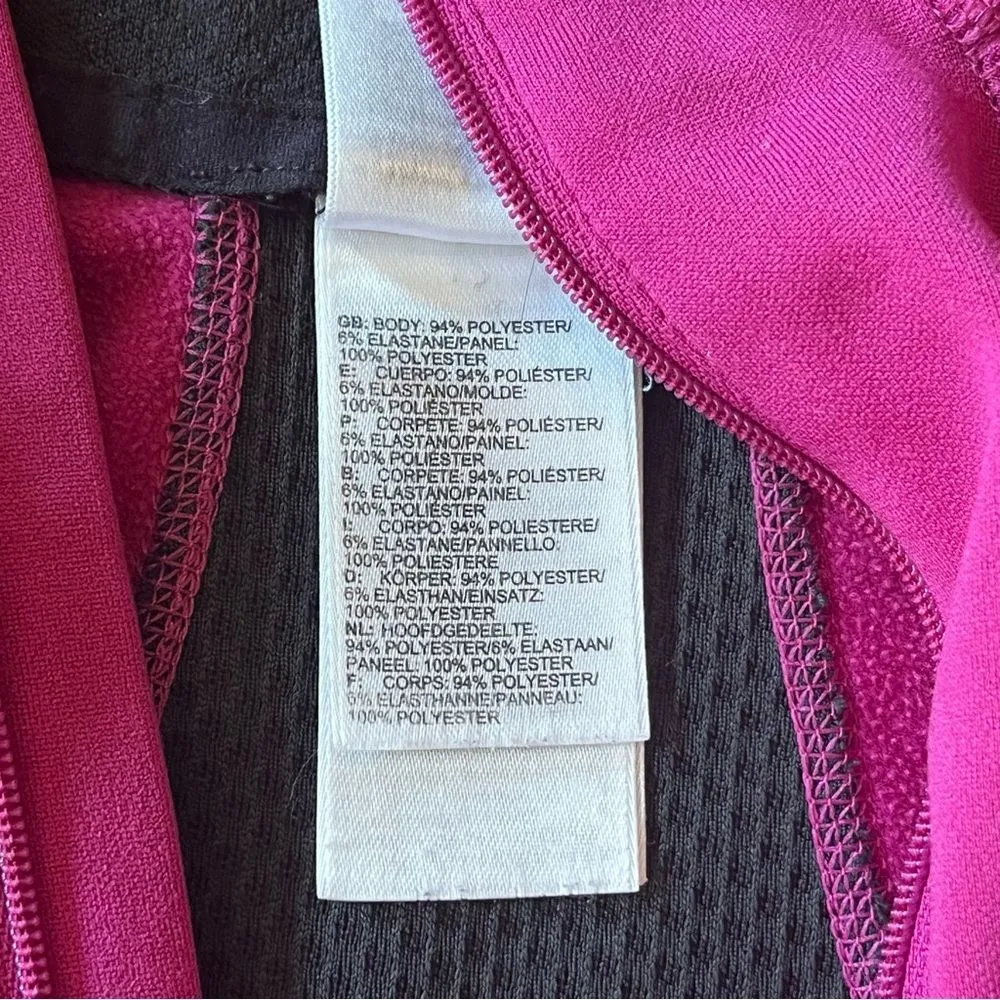 GB: BODY: 94% POLYESTER/
6% ELASTANE/PANEL:
100% POLYESTER
E: CUERPO: 94% POLIÉSTER/
6% ELASTANO/MOLDE:
100% POLIÉSTER
P: CORPETE: 94% POLIÉSTER/
6% ELASTANO/PAINEL:
100% POLIÉSTER
B: CORPETE: 94% POLIÉSTER/
6% ELASTANO/PAINEL:
100% POLIÉSTER
I: CORPO: 94% POLIESTERE/
6% ELASTANE/PANNELLO:
100% POLIESTERE
D: KÖRPER: 94% POLYESTER/
6% ELASTHAN/EINSATZ:
100% POLYESTER
NL: HOOFDGEDEELTE:
94% POLYESTER/6% ELASTAAN/
PANEEL: 100% POLYESTER
F: CORPS: 94% POLYESTER/
6% ELASTHANNE/PANNEAU:
100% POLYESTER